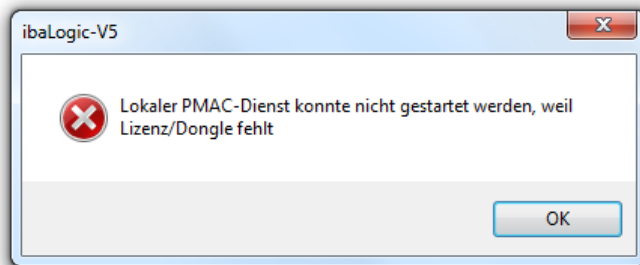 ibaLogic-V5
Lokaler PMAC-Dienst konnte nicht gestartet werden, weil
Lizenz/Dongle fehlt
OK